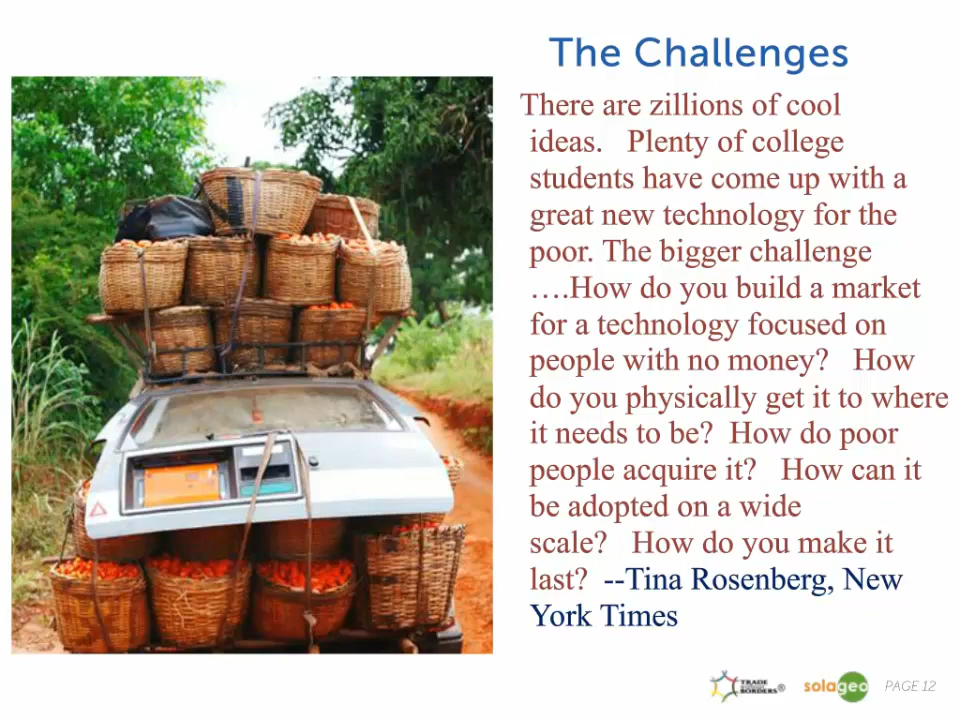 The Challenges
There are zillions of cool
ideas. Plenty of college
students have come up with a
great new technology for the
poor. The bigger challenge
….How do you build a market
for a technology focused on
people with no money? How
do you physically get it to where
it needs to be? How do poor
people acquire it? How can it
be adopted on a wide
scale? How do you make it
last? --Tina Rosenberg, New
York Times
TRADE
BORDERS®
solageo
PAGE 12